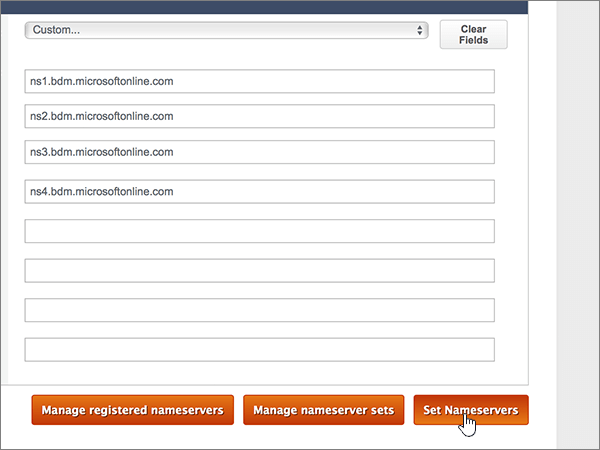 Custom...
Clear
Fields
ns1.bdm.microsoftonline.com
ns2.bdm.microsoftonline.com
ns3.bdm.microsoftonline.com
ns4.bdm.microsoftonline.com
Manage registered nameservers
Manage nameserver sets
Set Nameservers